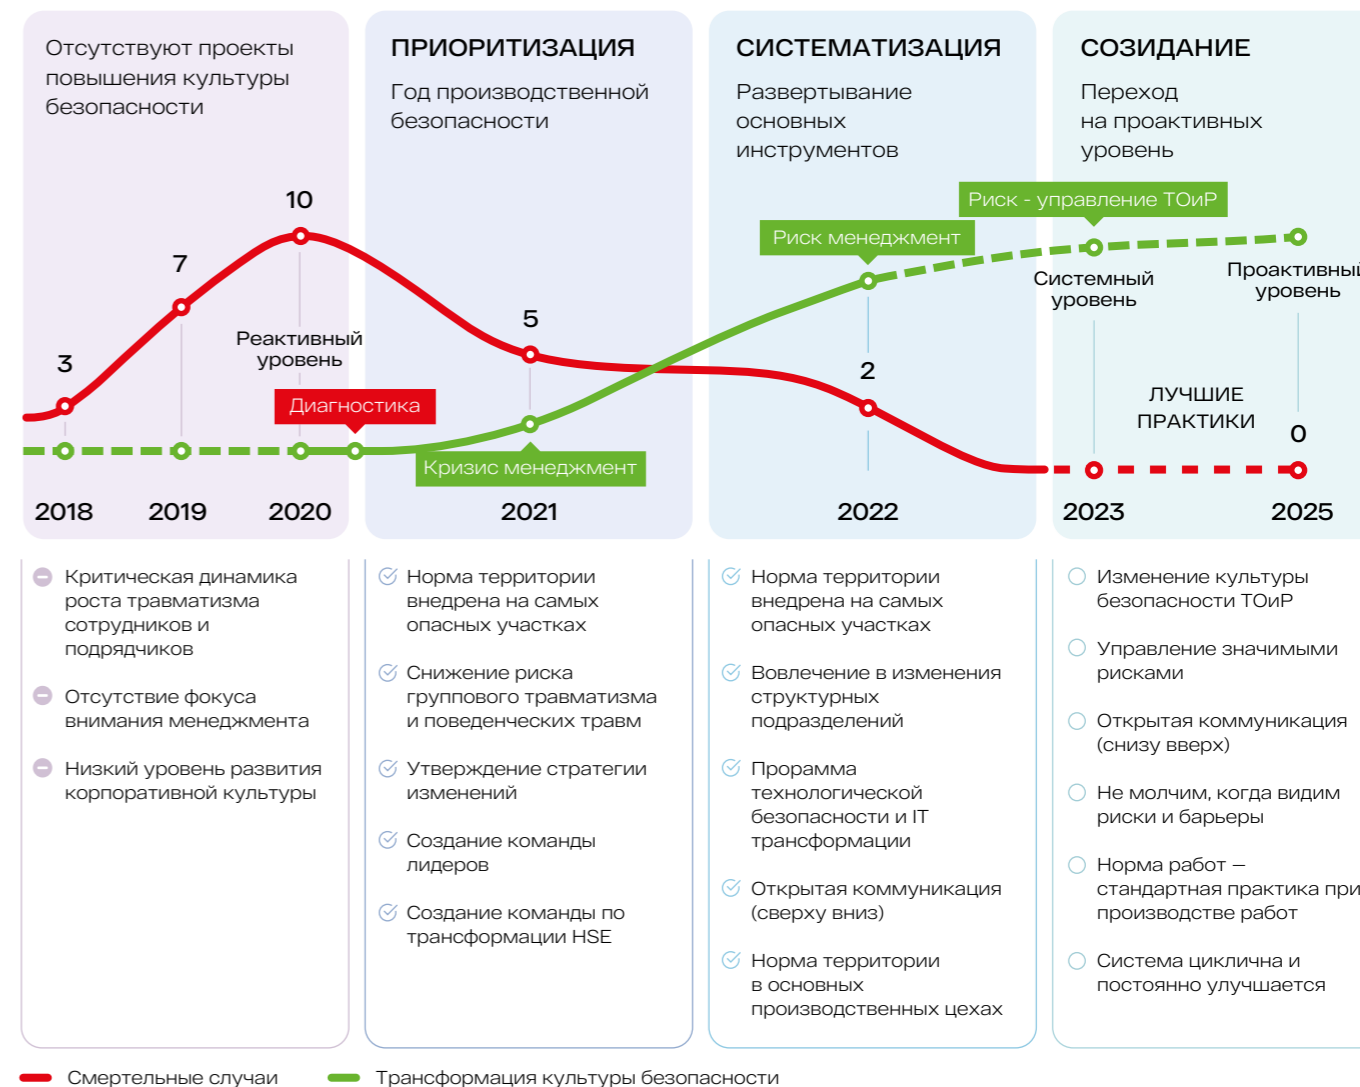 Отсутствуют проекты
повышения культуры
безопасности
ПРИОРИТИЗАЦИЯ
Год производственной
безопасности
СИСТЕМАТИЗАЦИЯ
Развертывание
основных
инструментов
СОЗИДАНИЕ
Переход
на проактивных
уровень
3
7
10
5
2
0
Реактивный
уровень
Диагностика
Кризис менеджмент
Риск менеджмент
Риск - управление ТОиР
Системный
уровень
Проактивный
уровень
ЛУЧШИЕ
ПРАКТИКИ
2018
2019
2020
2021
2022
2023
2025
Критическая динамика
роста травматизма
сотрудников и
подрядчиков
Отсутствие фокуса
внимания менеджмента
Низкий уровень развития
корпоративной культуры
Норма территории
внедрена на самых
опасных участках
Снижение риска
группового травматизма
и поведенческих травм
Утверждение стратегии
изменений
Создание команды
лидеров
Создание команды по
трансформации HSE
Норма территории
внедрена на самых
опасных участках
Вовлечение в изменения
структурных
подразделений
Прорамма
технологической
безопасности и IT
трансформации
Открытая коммуникация
(сверху вниз)
Норма территории
в основных
производственных цехах
Изменение культуры
безопасности ТОиР
Управление значимыми
рисками
Открытая коммуникация
(снизу вверх)
Не молчим, когда видим
риски и барьеры
Норма работ —
стандартная практика при
производстве работ
Система циклична и
постоянно улучшается
Смертельные случаи
Трансформация культуры безопасности